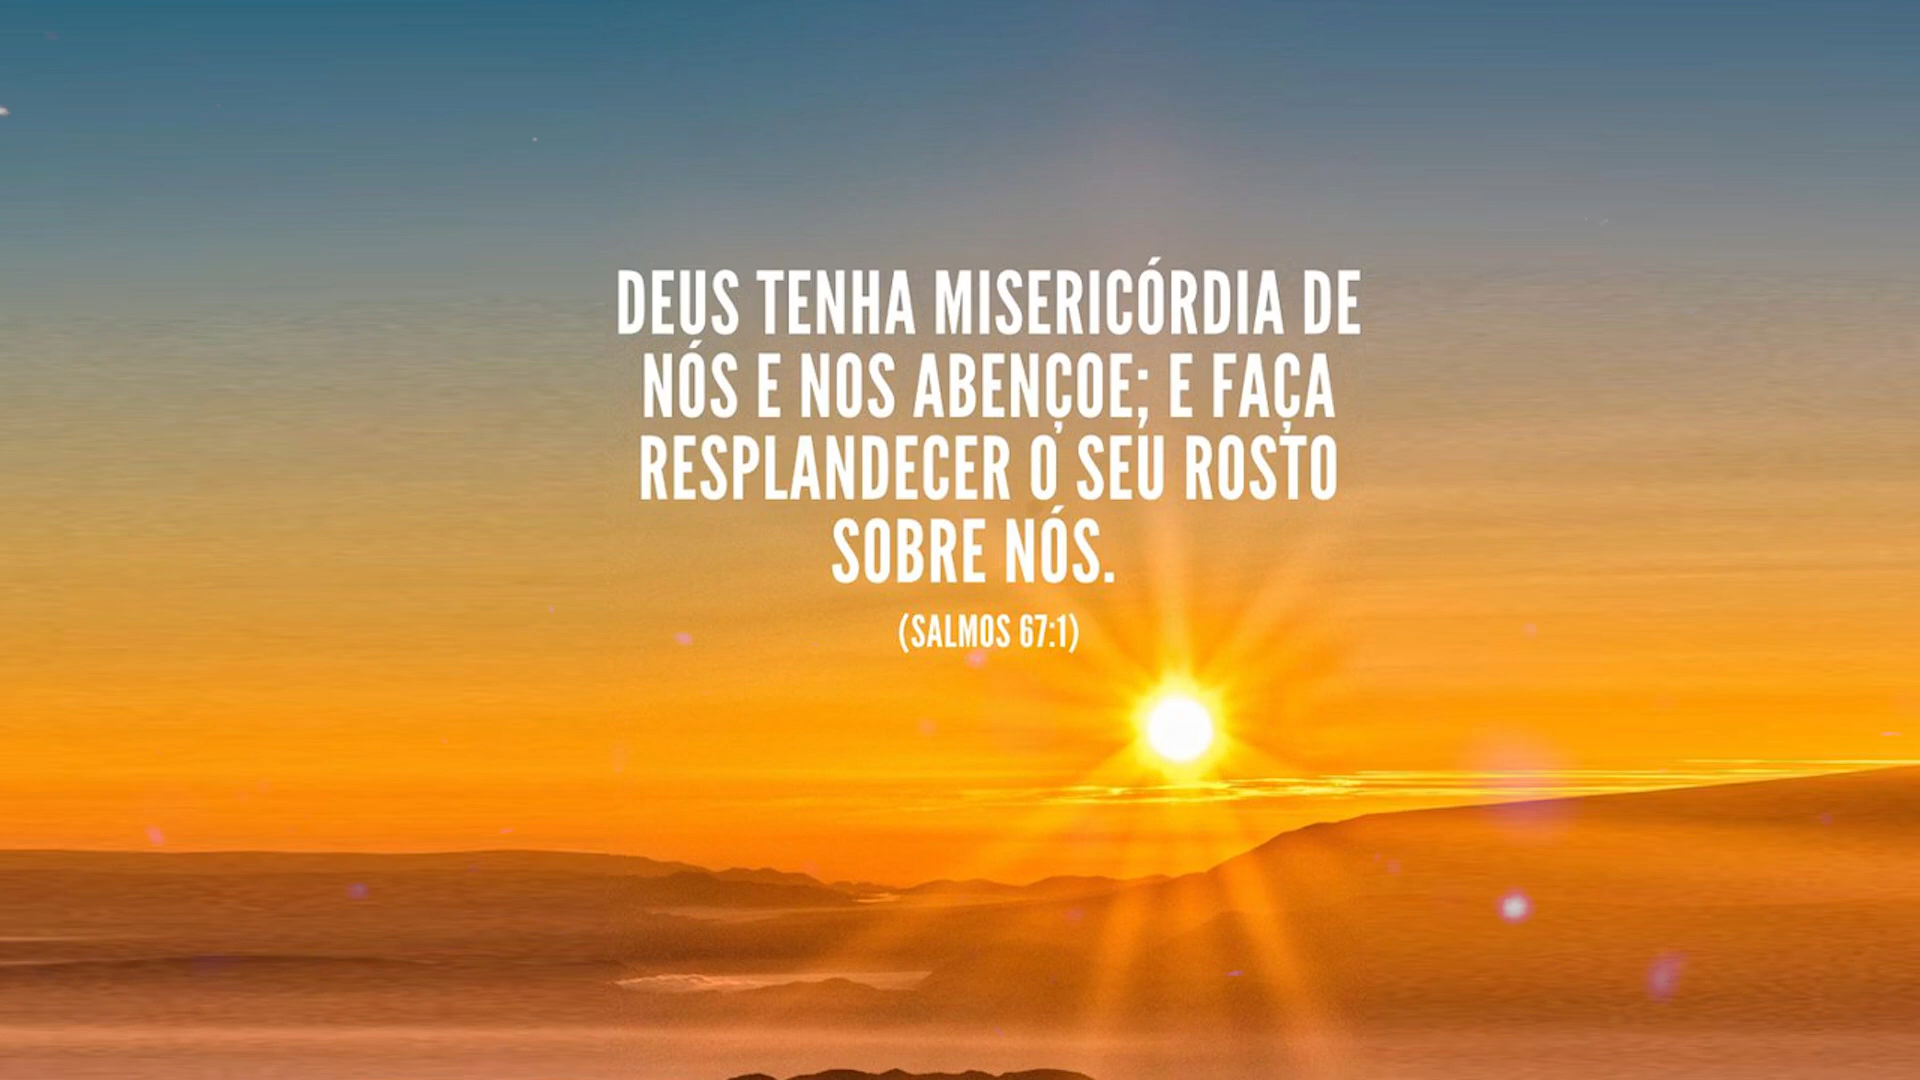 DEUS TENHA MISERICÓRDIA DE
NÓS E NOS ABENÇOE; E FAÇA
RESPLANDECER O SEU ROSTO
SOBRE NÓS.
(SALMOS 67:1)